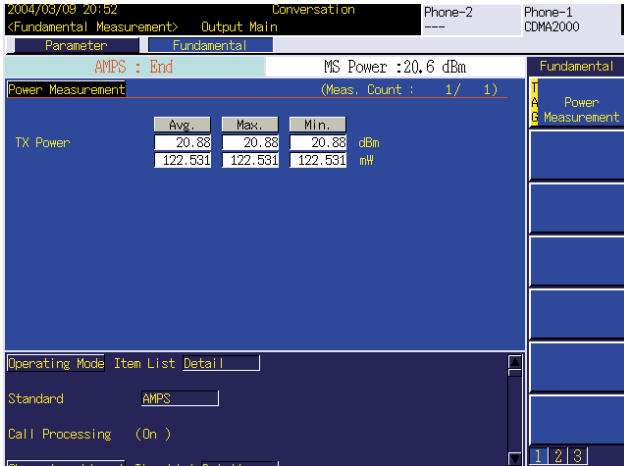 2004/03/09 20:52 Conversation Phone-2 Phone-1
<Fundamental Measurement> Output Main --- CDMA2000
Parameter Fundamental
AMPS : End MS Power :20.6 dBm Fundamental
Power Measurement (Meas. Count : 1/ 1)
TAG Power Measurement
Avg. Max. Min.
TX Power 20.88 20.88 20.88 dBm
122.531 122.531 122.531 mW
Operating Mode Item List Detail
Standard AMPS
Call Processing (On )
1 2 3